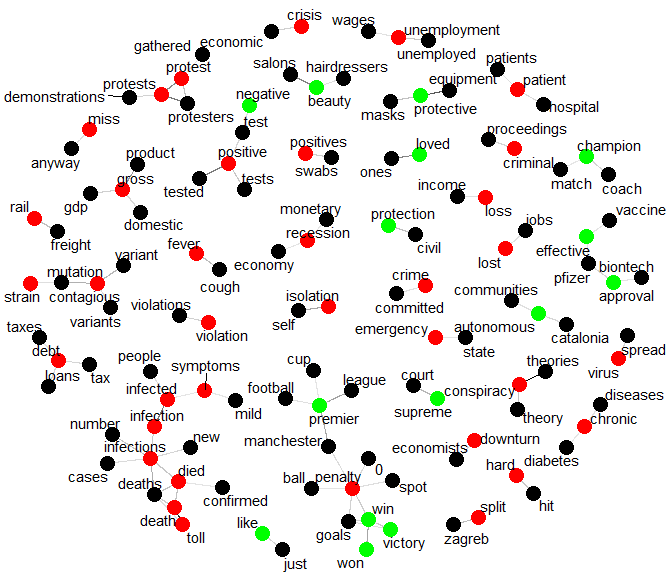 crisis
wages
unemployment
unemployed
gathered
economic
patients
patient
hospital
salons
hairdressers
beauty
protests
protest
demonstrations
protesters
equipment
masks
protective
negative
test
miss
anyway
positive
tested
tests
positives
swabs
loved
ones
proceedings
criminal
champion
match
coach
product
gross
gdp
domestic
income
loss
jobs
lost
vaccine
effective
rail
freight
monetary
recession
economy
protection
civil
pfizer
biontech
approval
fever
cough
variant
mutation
strain
contagious
variants
crime
committed
communities
autonomous
catalonia
violations
violation
isolation
self
emergency
state
spread
virus
taxes
debt
loans
tax
people
symptoms
infected
mild
infection
cup
football
league
premier
court
supreme
theories
conspiracy
theory
diseases
chronic
diabetes
number
new
infections
cases
died
deaths
confirmed
death
toll
manchester
0
ball
penalty
spot
win
goals
victory
won
economists
downturn
hard
hit
split
zagreb
like
just